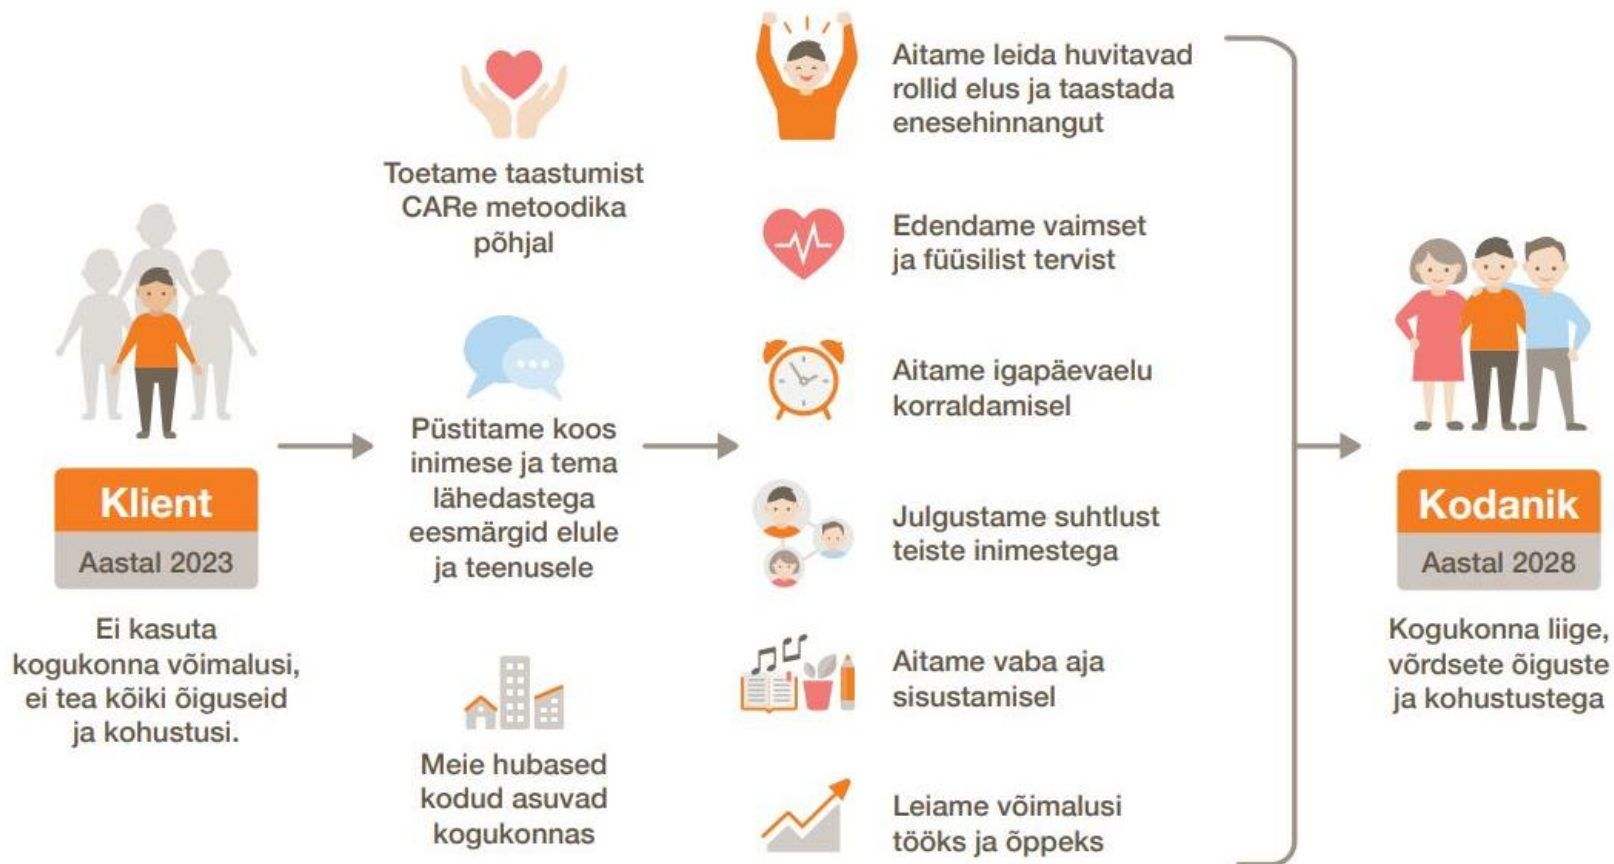 Klient
Aastal 2023
Ei kasuta
kogukonna võimalusi,
ei tea kõiki õiguseid
ja kohustusi.
Toetame taastumist
CARe metoodika
põhjal
Püstitame koos
inimese ja tema
lähedastega
eesmärgid elule
ja teenusele
Meie hubased
kodud asuvad
kogukonnas
Aitame leida huvitavad
rollid elus ja taastada
enesehinnangut
Edendame vaimset
ja füüsilist tervist
Aitame igapäevaelu
korraldamisel
Julgustame suhtlust
teiste inimestega
Aitame vaba aja
sisustamisel
Leiame võimalusi
tööks ja õppeks
Kodanik
Aastal 2028
Kogukonna liige,
võrdsete õiguste
ja kohustustega